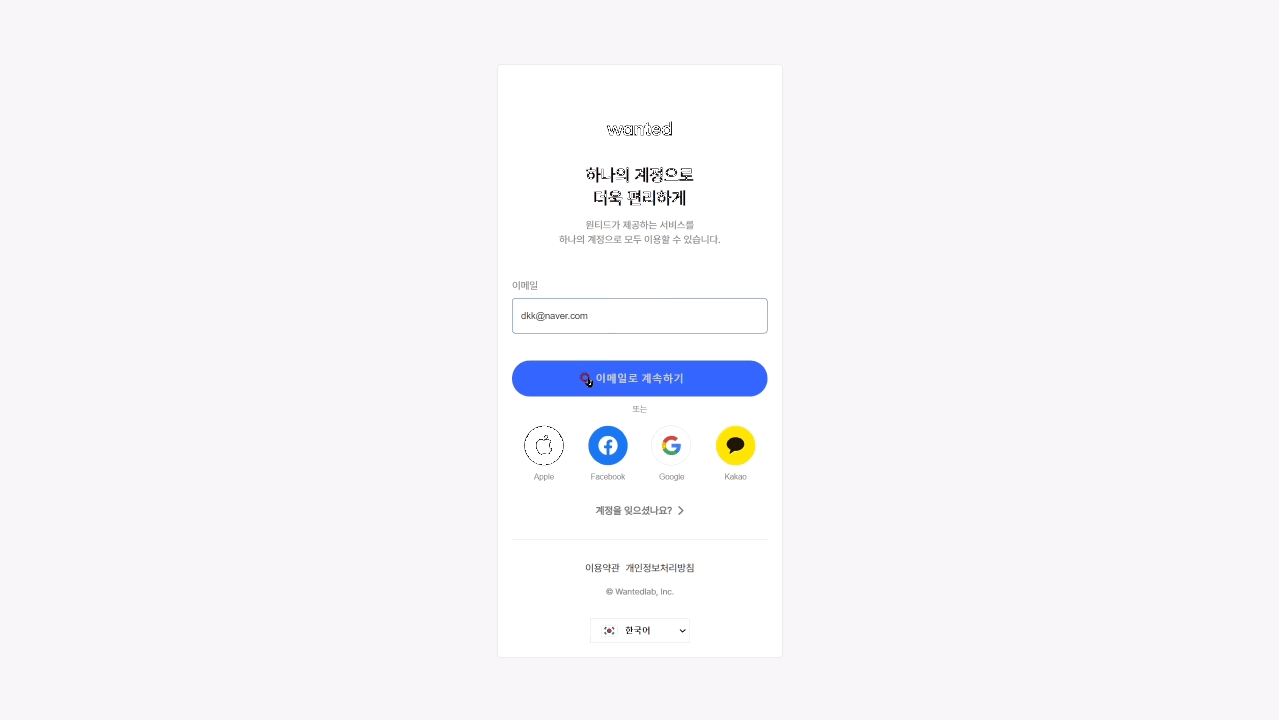 wanted
하나의 계정으로
더욱 편리하게
원티드가 제공하는 서비스를
하나의 계정으로 모두 이용할 수 있습니다.
이메일
dkk@naver.com
이메일로 계속하기
또는
Apple Facebook Google Kakao
계정을 잊으셨나요?
이용약관 개인정보처리방침
© Wantedlab, Inc.
한국어